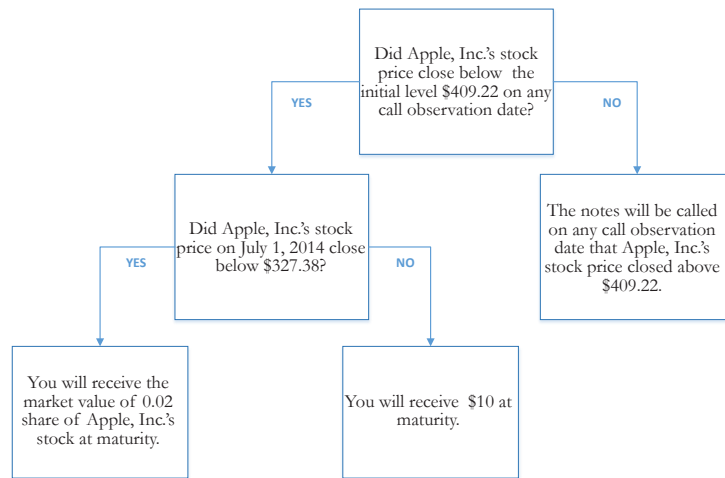 Did Apple, Inc.'s stock
price close below the
initial level $409.22 on any
call observation date?
YES
NO
Did Apple, Inc.'s stock
price on July 1, 2014 close
below $327.38?
The notes will be called
on any call observation
date that Apple, Inc.'s
stock price closed above
$409.22.
YES
NO
You will receive the
market value of 0.02
share of Apple, Inc.'s
stock at maturity.
You will receive $10 at
maturity.